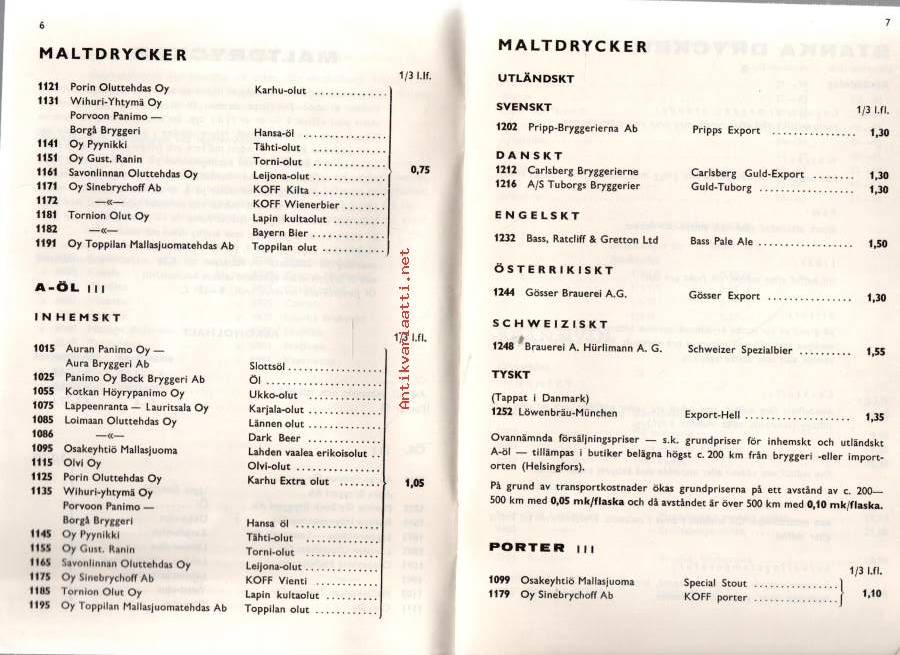 6
MALTDRYCKER
1/3 l.lf.
1121 Porin Oluttehdas Oy Karhu-olut ..............
1131 Wihuri-Yhtymä Oy
Porvoon Panimo —
Borgå Bryggeri Hansa-öl ................
1141 Oy Pyynikki Tähti-olut ...............
1151 Oy Gust. Ranin Torni-olut ..............
1161 Savonlinnan Oluttehdas Oy Leijona-olut ............ 0,75
1171 Oy Sinebrychoff Ab KOFF Kilta ............
1172 —«— KOFF Wienerbier ........
1181 Tornion Olut Oy Lapin kultaolut ..........
1182 —«— Bayern Bier ..............
1191 Oy Toppilan Mallasjuomatehdas Ab Toppilan olut ............
A-ÖL III
INHEMSKT
1/3 l.fl.
1015 Auran Panimo Oy —
Aura Bryggeri Ab Slottsöl ..................
1025 Panimo Oy Bock Bryggeri Ab Öl ......................
1055 Kotkan Höyrypanimo Oy Ukko-olut ..............
1075 Lappeenranta — Lauritsala Oy Karjala-olut ..............
1085 Loimaan Oluttehdas Oy Lännen olut ..............
1086 —«— Dark Beer ..............
1095 Osakeyhtiö Mallasjuoma Lahden vaalea erikoisolut ..
1115 Olvi Oy Olvi-olut ................
1125 Porin Oluttehdas Oy Karhu Extra olut ........ 1,05
1135 Wihuri-yhtymä Oy
Porvoon Panimo —
Borgå Bryggeri Hansa öl ................
1145 Oy Pyynikki Tähti-olut ................
1155 Oy Gust. Ranin Torni-olut ..............
1165 Savonlinnan Oluttehdas Oy Leijona-olut ..............
1175 Oy Sinebrychoff Ab KOFF Vienti ............
1185 Tornion Olut Oy Lapin kultaolut ..........
1195 Oy Toppilan Mallasjuomatehdas Ab Toppilan olut ............
Antikvariaatti.net
7
MALTDRYCKER
UTLÄNDSKT
SVENSKT 1/3 l.fl.
1202 Pripp-Bryggerierna Ab Pripps Export ................ 1,30
DANSKT
1212 Carlsberg Bryggerierne Carlsberg Guld-Export ........ 1,30
1216 A/S Tuborgs Bryggerier Guld-Tuborg .................. 1,30
ENGELSKT
1232 Bass, Ratcliff & Gretton Ltd Bass Pale Ale .................. 1,50
ÖSTERRIKISKT
1244 Gösser Brauerei A.G. Gösser Export ................ 1,30
SCHWEIZISKT
1248 Brauerei A. Hürlimann A. G. Schweizer Spezialbier .......... 1,55
TYSKT
(Tappat i Danmark)
1252 Löwenbräu-München Export-Hell .................... 1,35
Ovannämnda försäljningspriser — s.k. grundpriser för inhemskt och utländskt
A-öl — tillämpas i butiker belägna högst c. 200 km från bryggeri -eller import-
orten (Helsingfors).
På grund av transportkostnader ökas grundpriserna på ett avstånd av c. 200—
500 km med 0,05 mk/flaska och då avståndet är över 500 km med 0,10 mk/flaska.
PORTER III
1/3 l.fl.
1099 Osakeyhtiö Mallasjuoma Special Stout ................
1179 Oy Sinebrychoff Ab KOFF porter ................ 1,10